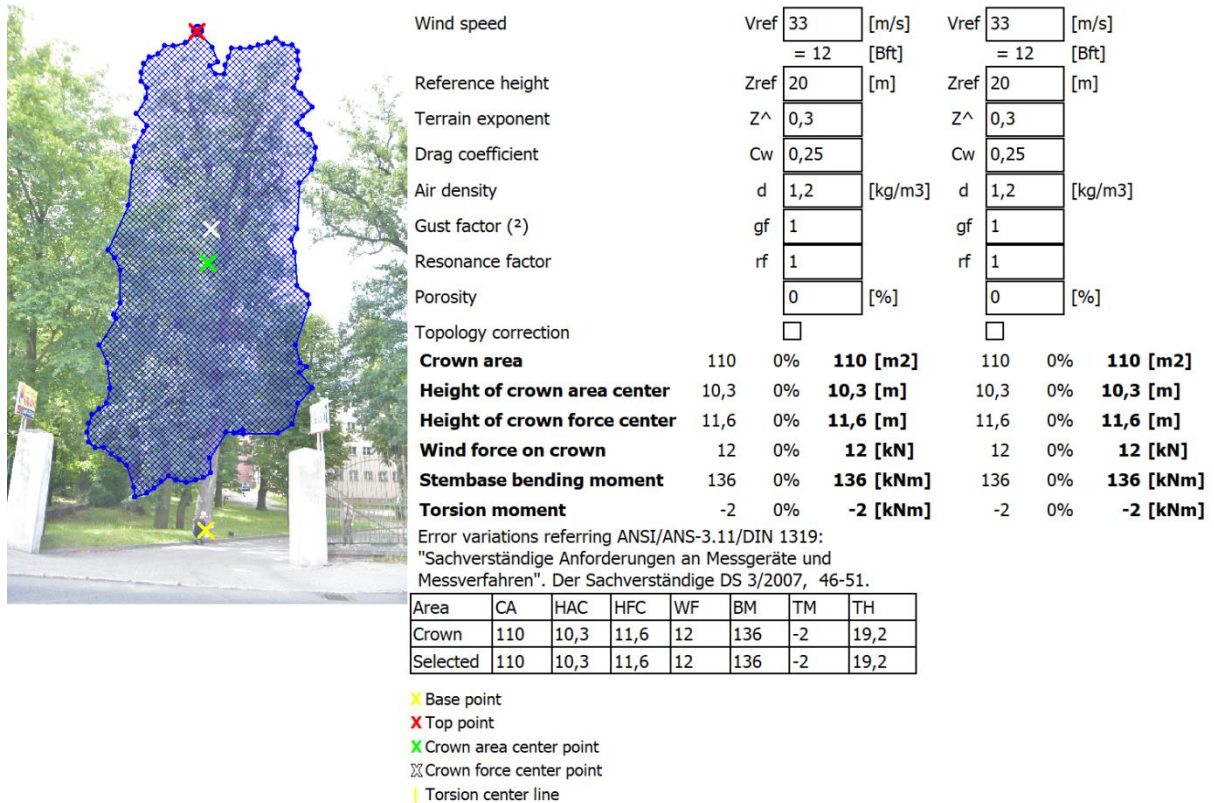 Wind speed Vref 33 [m/s] Vref 33 [m/s]
= 12 [Bft] = 12 [Bft]
Reference height Zref 20 [m] Zref 20 [m]
Terrain exponent Z^ 0,3 Z^ 0,3
Drag coefficient Cw 0,25 Cw 0,25
Air density d 1,2 [kg/m3] d 1,2 [kg/m3]
Gust factor (²) gf 1 gf 1
Resonance factor rf 1 rf 1
Porosity 0 [%] 0 [%]
Topology correction
Crown area 110 0% 110 [m2] 110 0% 110 [m2]
Height of crown area center 10,3 0% 10,3 [m] 10,3 0% 10,3 [m]
Height of crown force center 11,6 0% 11,6 [m] 11,6 0% 11,6 [m]
Wind force on crown 12 0% 12 [kN] 12 0% 12 [kN]
Stembase bending moment 136 0% 136 [kNm] 136 0% 136 [kNm]
Torsion moment -2 0% -2 [kNm] -2 0% -2 [kNm]
Error variations referring ANSI/ANS-3.11/DIN 1319:
"Sachverständige Anforderungen an Messgeräte und
Messverfahren". Der Sachverständige DS 3/2007, 46-51.
Area CA HAC HFC WF BM TM TH
Crown 110 10,3 11,6 12 136 -2 19,2
Selected 110 10,3 11,6 12 136 -2 19,2
X Base point
X Top point
X Crown area center point
X Crown force center point
| Torsion center line